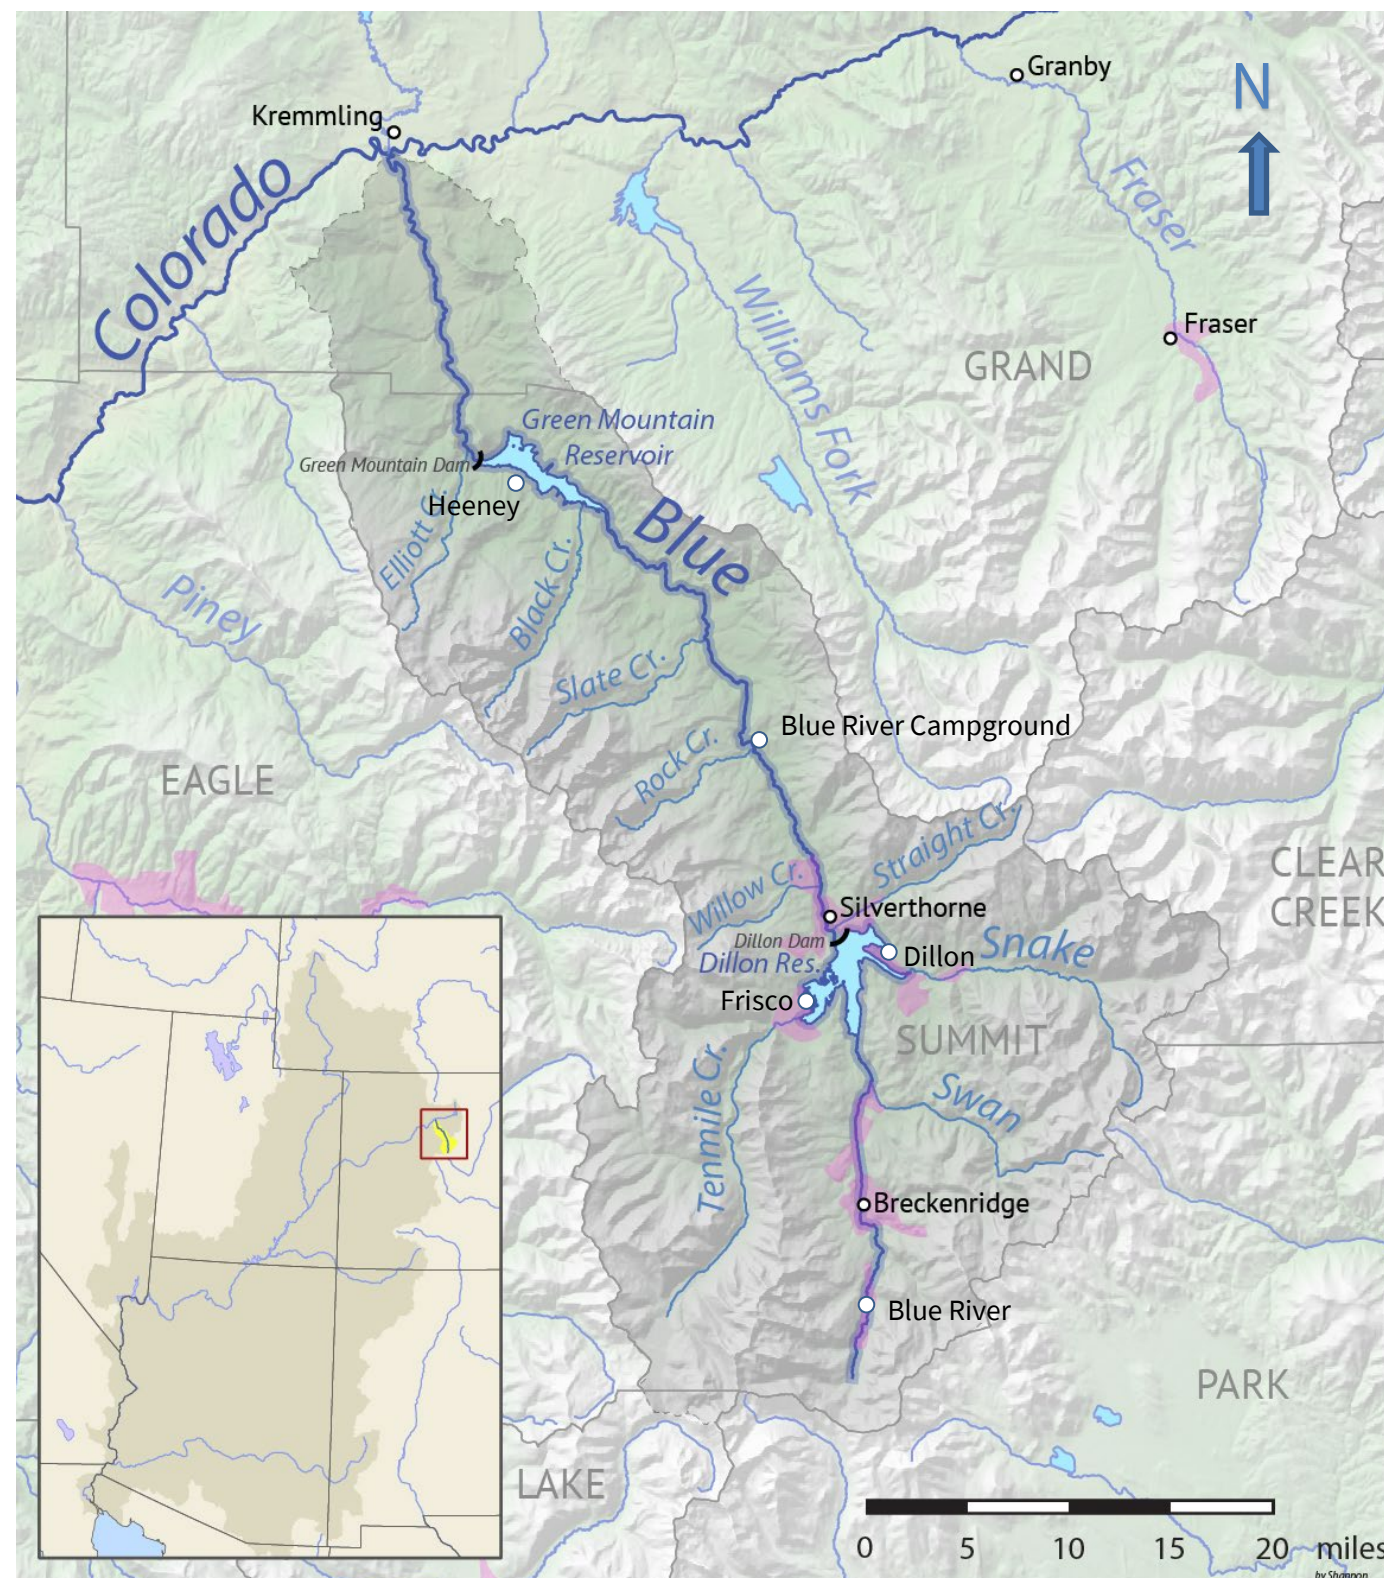 Granby
N
Kremmling
Colorado
Fraser
Williams Fork
Fraser
GRAND
Green Mountain
Reservoir
Green Mountain Dam
Heeney
Elliott Cr.
Blue
Black Cr.
Piney
Slate Cr.
Blue River Campground
Rock Cr.
EAGLE
Straight Cr.
CLEAR
CREEK
Willow Cr.
Silverthorne
Dillon Dam
Snake
Dillon
Dillon Res.
Frisco
SUMMIT
Tenmile Cr.
Swan
Breckenridge
Blue River
PARK
LAKE
0 5 10 15 20 miles
by Shannon